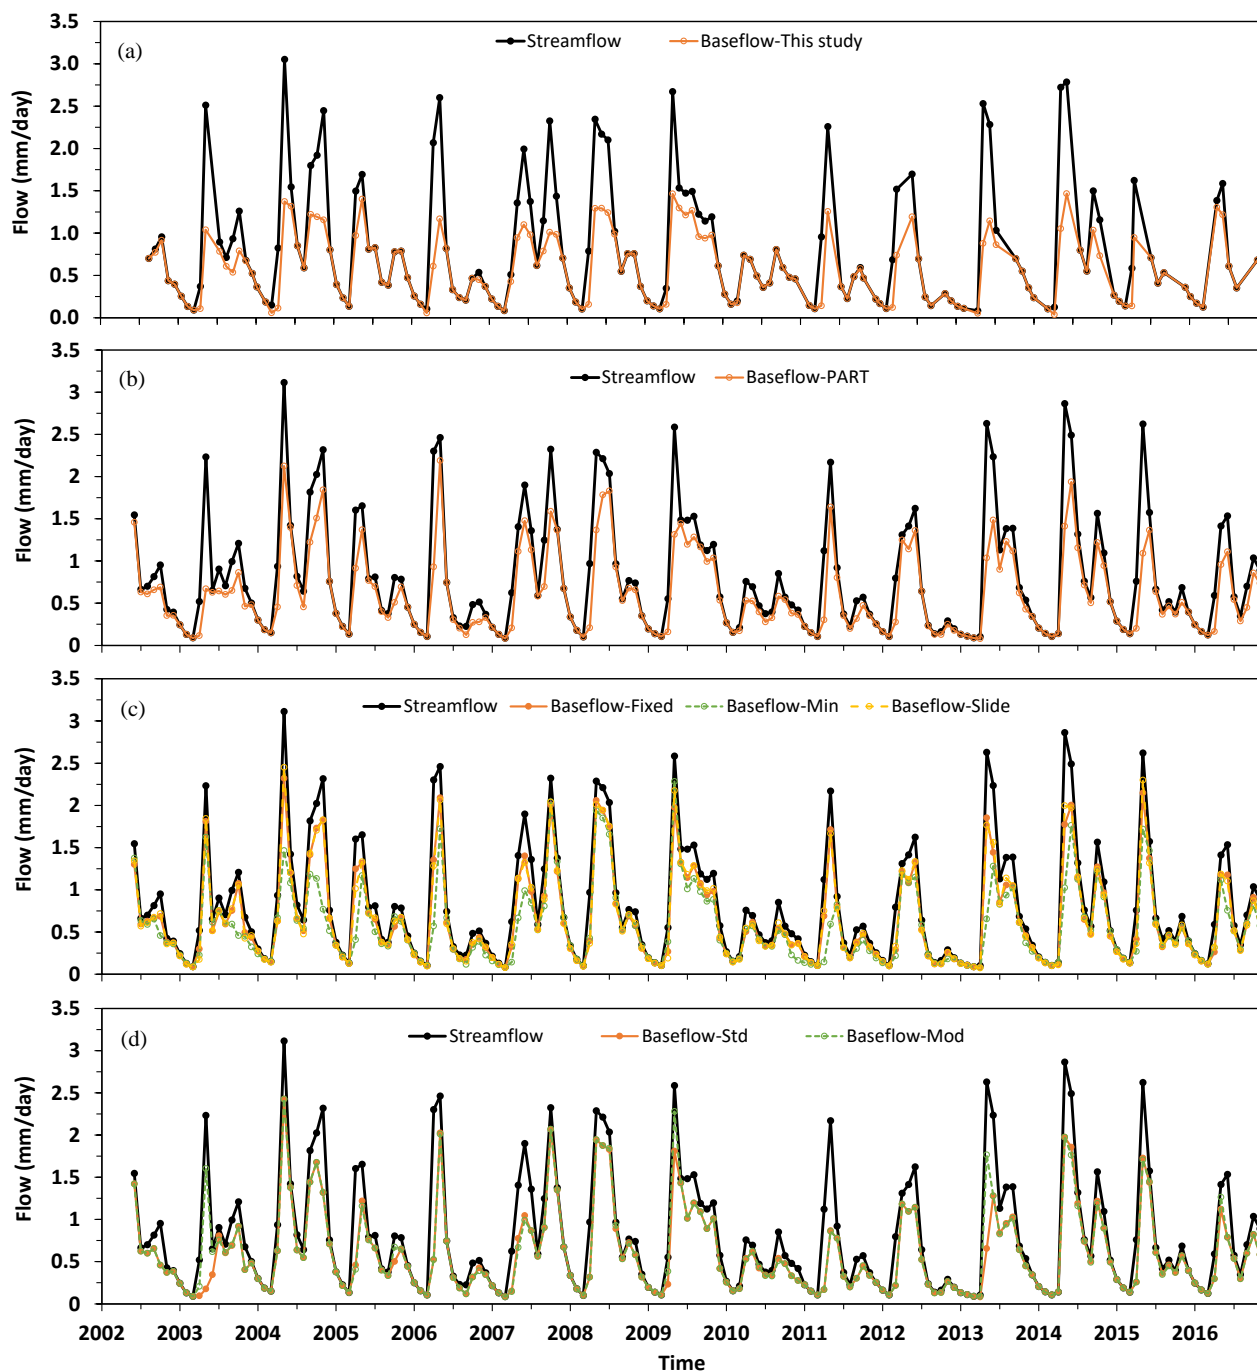 3.5
(a)
Streamflow
Baseflow-This study
3.0
2.5
2.0
1.5
1.0
0.5
0.0
Flow (mm/day)
3.5
(b)
Streamflow
Baseflow-PART
3
2.5
2
1.5
1
0.5
0
Flow (mm/day)
3.5
(c)
Streamflow
Baseflow-Fixed
Baseflow-Min
Baseflow-Slide
3
2.5
2
1.5
1
0.5
0
Flow (mm/day)
3.5
(d)
Streamflow
Baseflow-Std
Baseflow-Mod
3
2.5
2
1.5
1
0.5
0
Flow (mm/day)
2002 2003 2004 2005 2006 2007 2008 2009 2010 2011 2012 2013 2014 2015 2016
Time